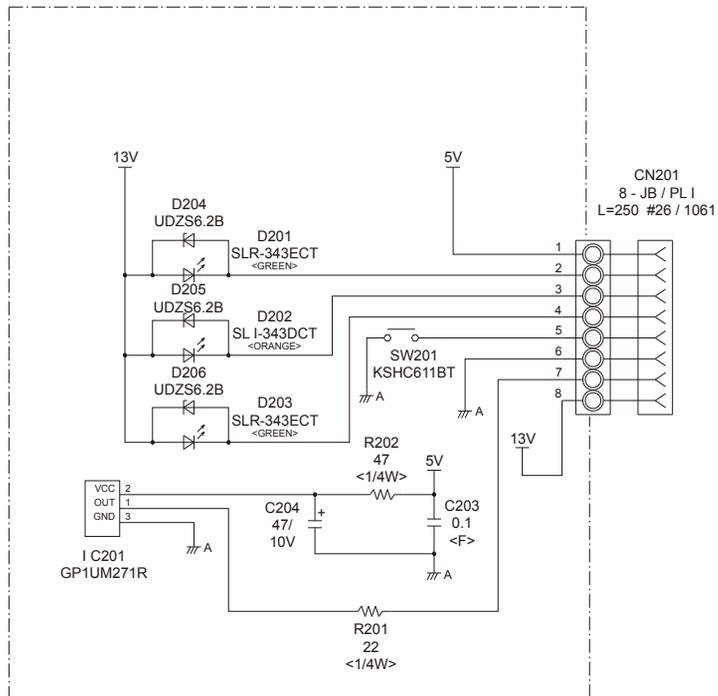 13V
5V
CN201
8 - JB / PL I
L=250 #26 / 1061
D204
UDZS6.2B
D201
SLR-343ECT
<GREEN>
D205
UDZS6.2B
D202
SL I-343DCT
<ORANGE>
D206
UDZS6.2B
D203
SLR-343ECT
<GREEN>
1
2
3
4
5
6
7
8
SW201
KSHC611BT
A
A
13V
R202
47
<1/4W>
5V
VCC 2
OUT 1
GND 3
I C201
GP1UM271R
A
C204
47/
10V
+
C203
0.1
<F>
A
R201
22
<1/4W>